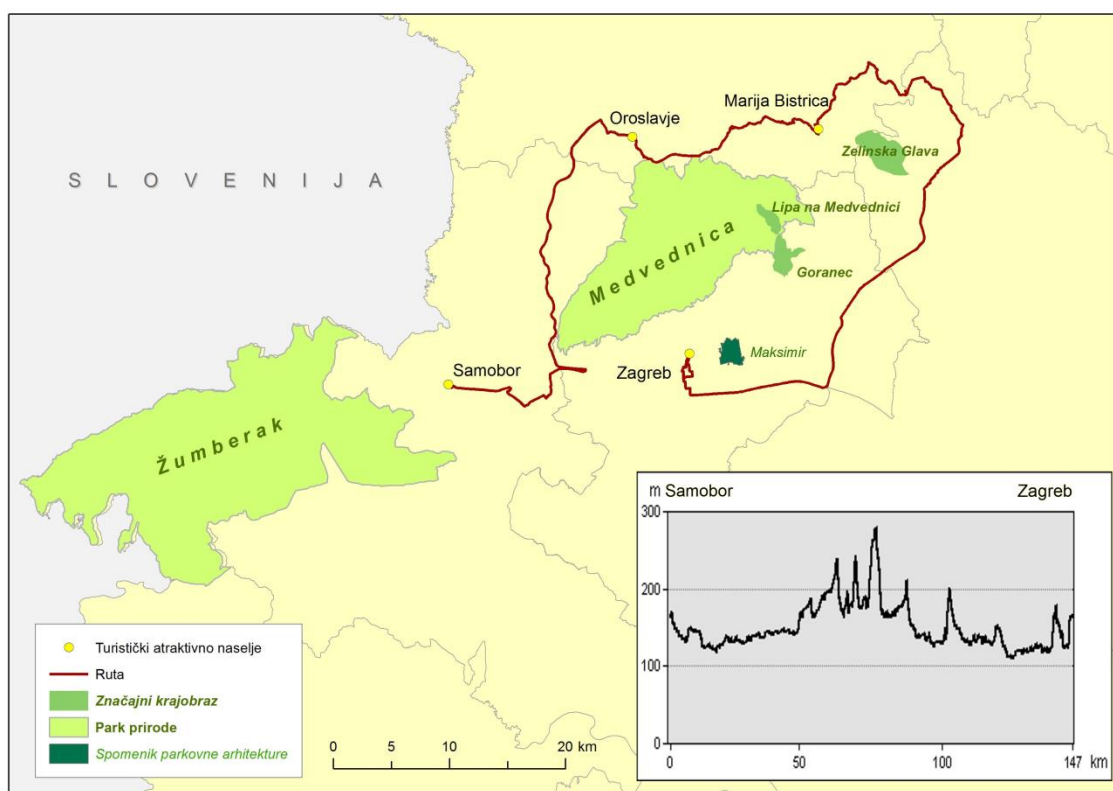 SLOVENIJA
Marija Bistrica
Oroslavje
Zelinska Glava
Lipa na Medvednici
Medvednica
Goranec
Maksimir
Samobor
Zagreb
Žumberak
m Samobor Zagreb
300
200
100
0
0 50 100 147 km
Turistički atraktivno naselje
Ruta
Značajni krajobraz
Park prirode
Spomenik parkovne arhitekture
0 5 10 20 km